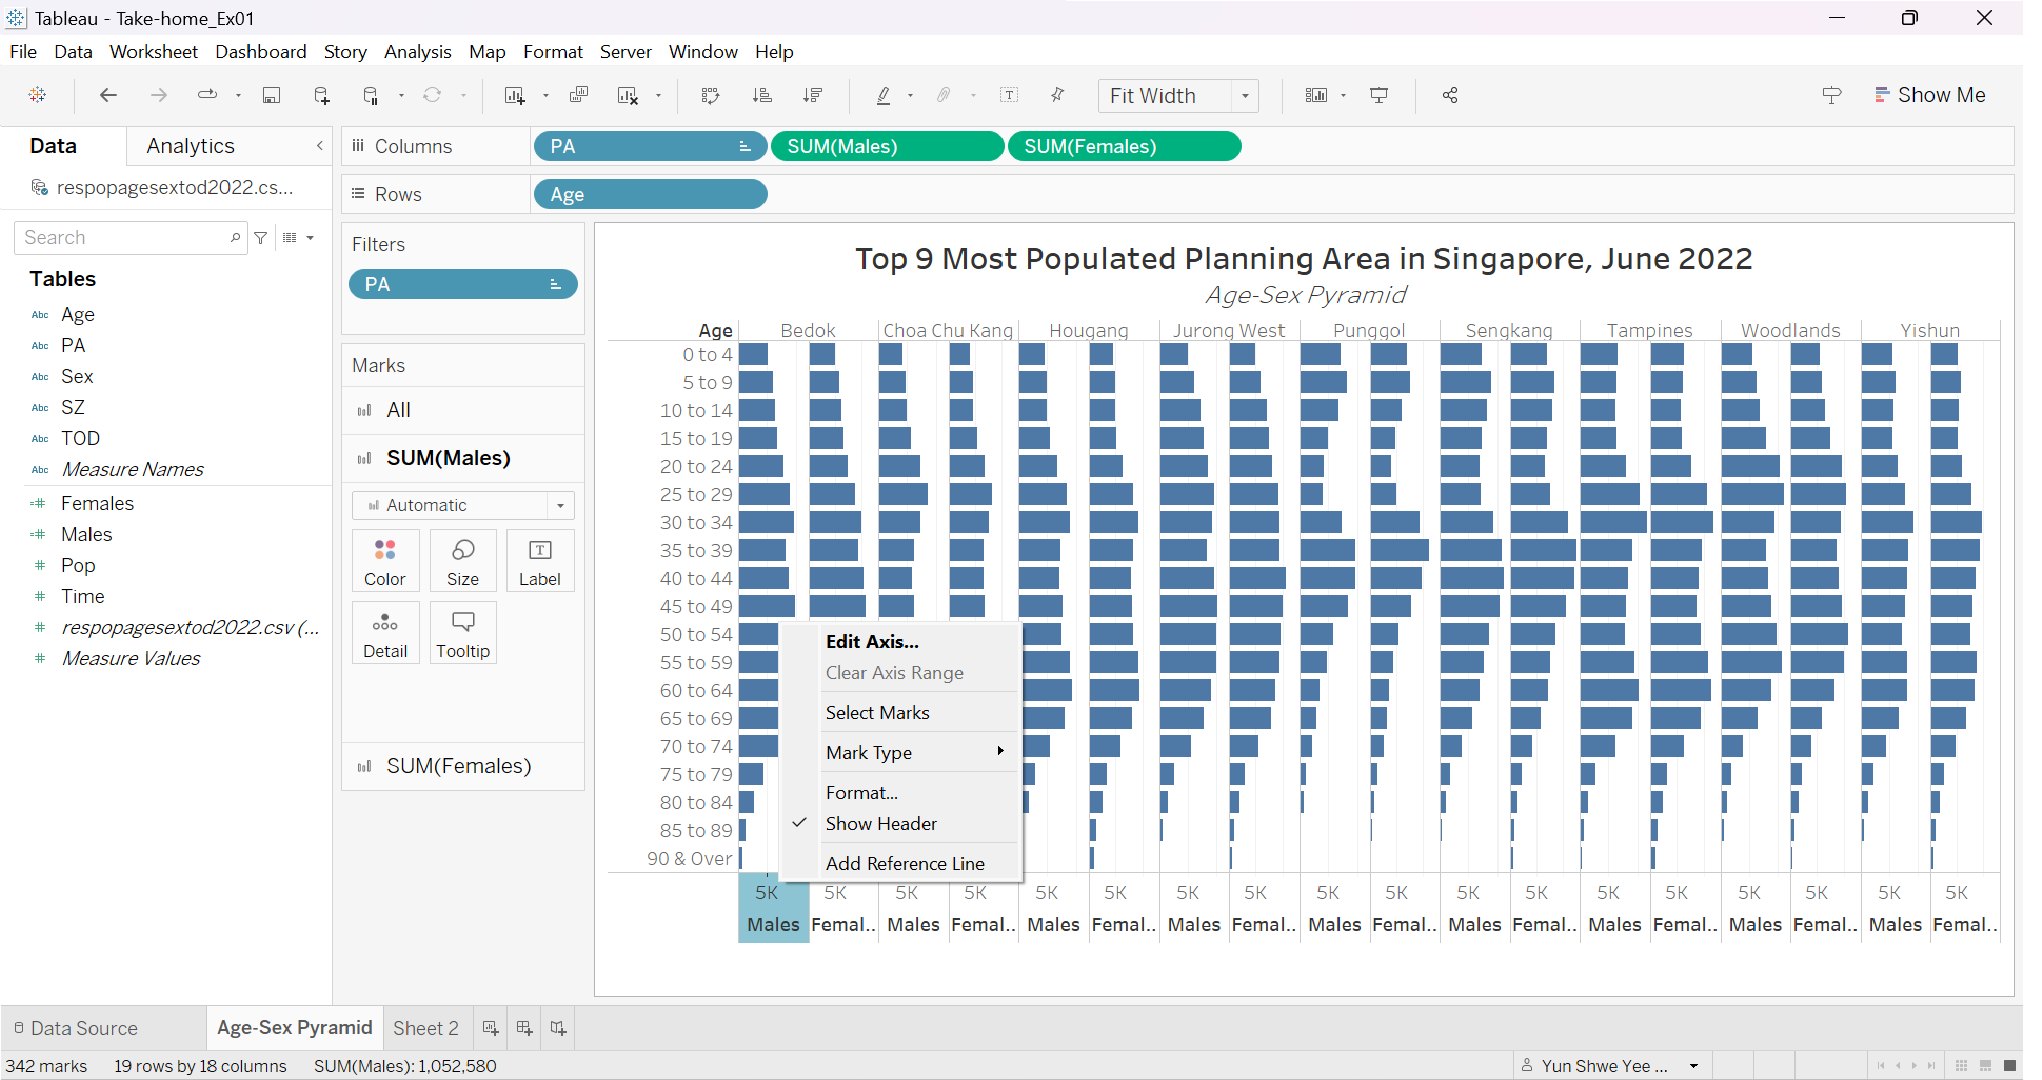 Tableau - Take-home_Ex01
File Data Worksheet Dashboard Story Analysis Map Format Server Window Help
Fit Width
Show Me
Data Analytics
respopagesextod2022.cs...
Search
Tables
Abc Age
Abc PA
Abc Sex
Abc SZ
Abc TOD
Abc Measure Names
Females
Males
Pop
Time
respopagesextod2022.csv (...
Measure Values
Columns PA SUM(Males) SUM(Females)
Rows Age
Filters
PA
Marks
All
SUM(Males)
Automatic
Color Size Label
Detail Tooltip
SUM(Females)
Top 9 Most Populated Planning Area in Singapore, June 2022
Age-Sex Pyramid
Age Bedok Choa Chu Kang Hougang Jurong West Punggol Sengkang Tampines Woodlands Yishun
0 to 4
5 to 9
10 to 14
15 to 19
20 to 24
25 to 29
30 to 34
35 to 39
40 to 44
45 to 49
50 to 54
55 to 59
60 to 64
65 to 69
70 to 74
75 to 79
80 to 84
85 to 89
90 & Over
Edit Axis...
Clear Axis Range
Select Marks
Mark Type
Format...
Show Header
Add Reference Line
5K 5K 5K 5K 5K 5K 5K 5K 5K 5K 5K 5K 5K 5K 5K 5K 5K 5K
Males Femal.. Males Femal.. Males Femal.. Males Femal.. Males Femal.. Males Femal.. Males Femal.. Males Femal.. Males Femal..
Data Source Age-Sex Pyramid Sheet 2
342 marks 19 rows by 18 columns SUM(Males): 1,052,580
Yun Shwe Yee ...